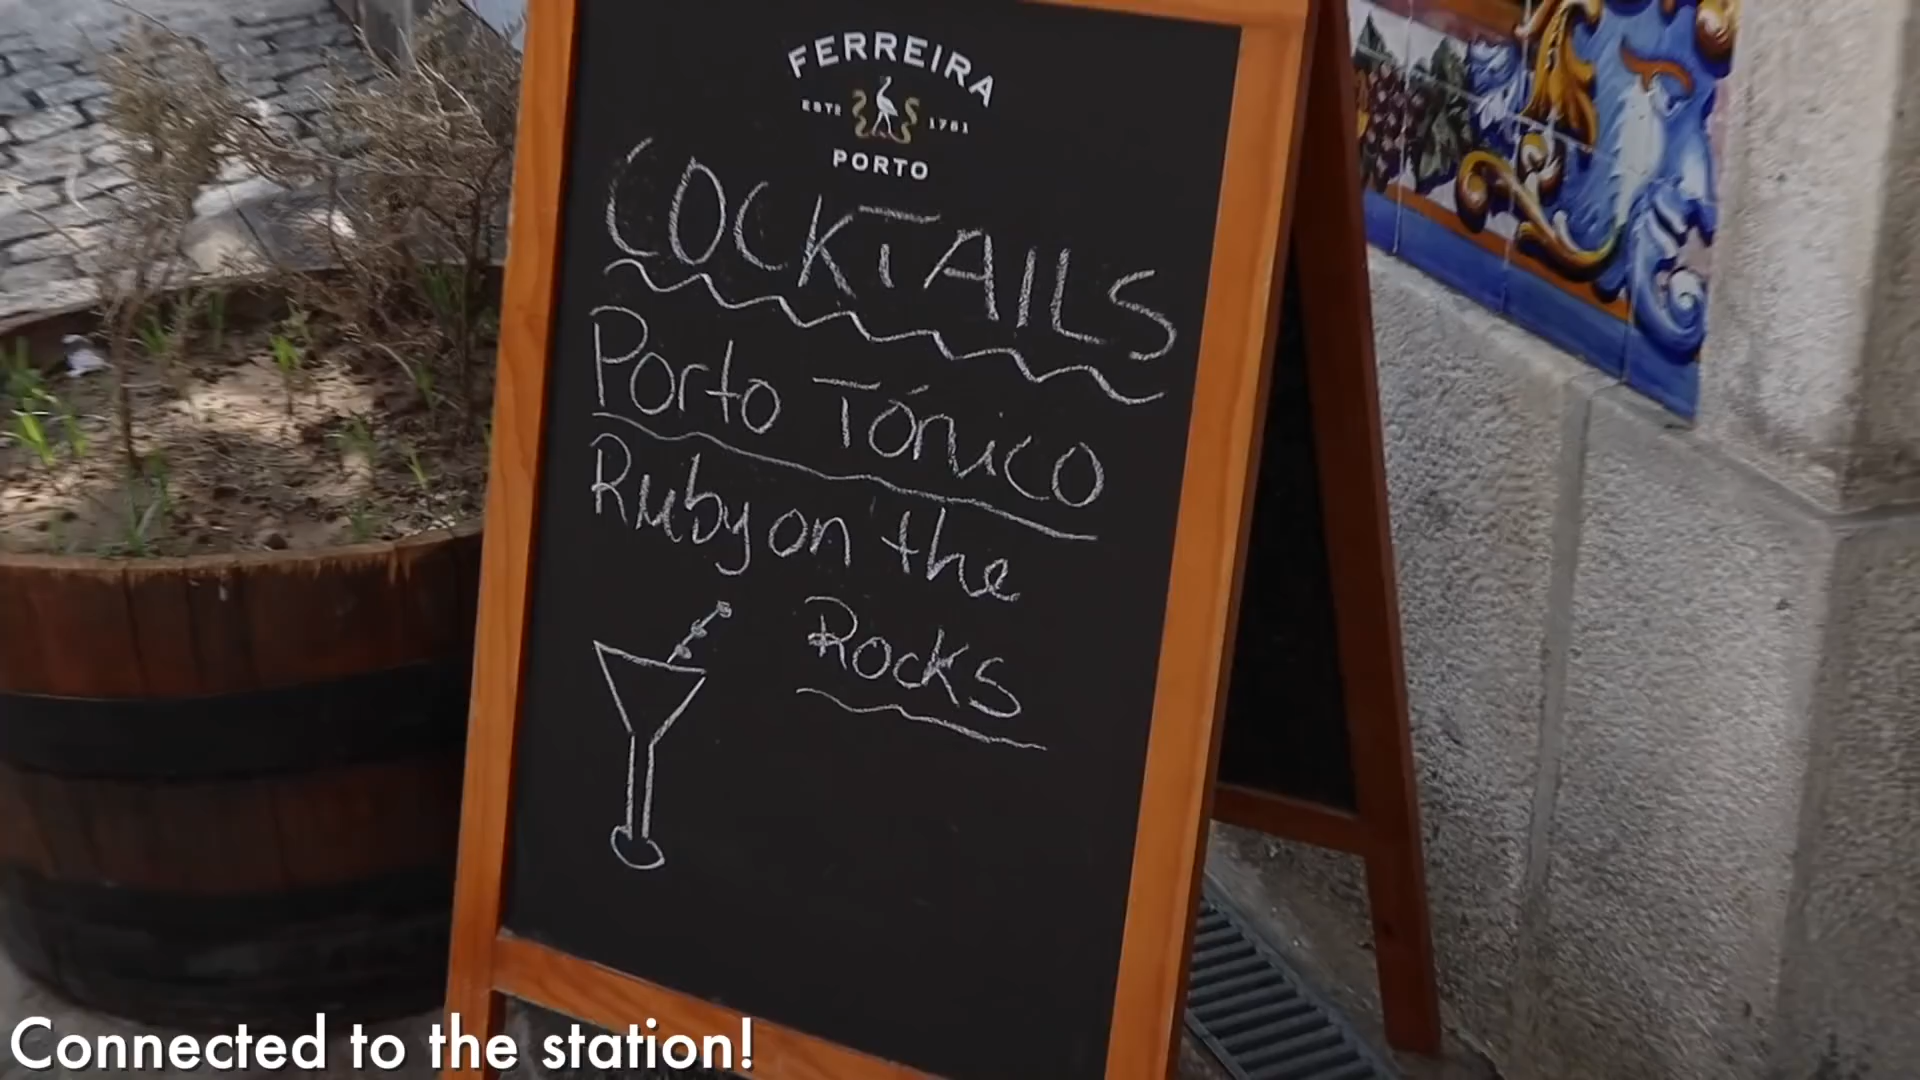 FERREIRA
ESTD 1751
PORTO
COCKTAILS
Porto Tónico
Ruby on the
Rocks
Connected to the station!